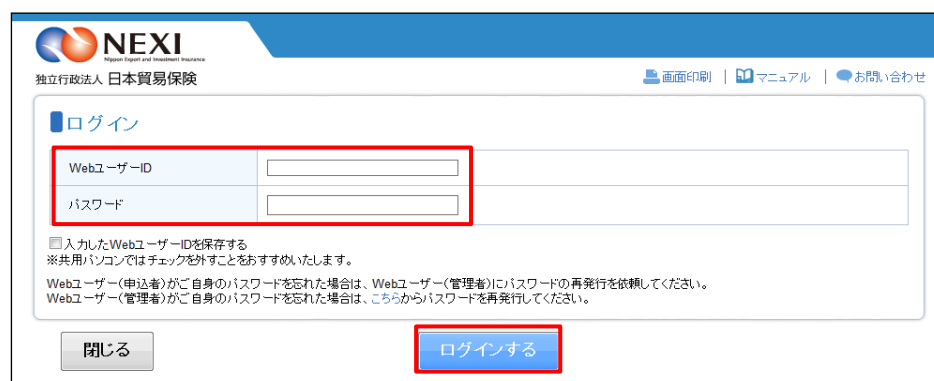 NEXI
Nippon Export and Investment Insurance
独立行政法人 日本貿易保険
画面印刷 | マニュアル | お問い合わせ
ログイン
WebユーザーID
パスワード
入力したWebユーザーIDを保存する
※共用パソコンではチェックを外すことをおすすめいたします。
Webユーザー(申込者)がご自身のパスワードを忘れた場合は、Webユーザー(管理者)にパスワードの再発行を依頼してください。
Webユーザー(管理者)がご自身のパスワードを忘れた場合は、こちらからパスワードを再発行してください。
閉じる
ログインする